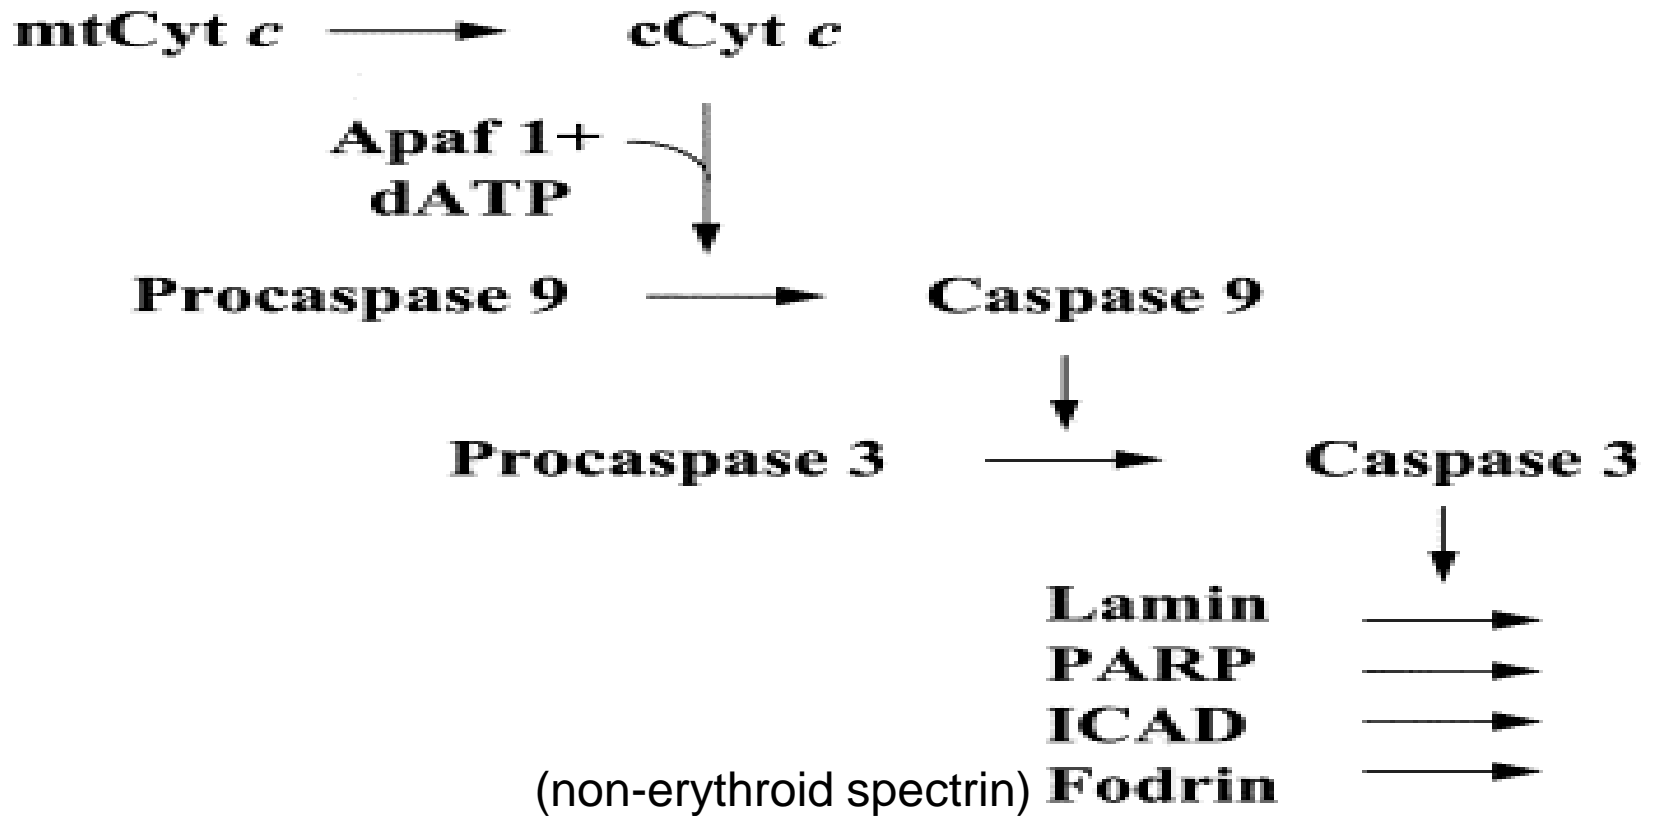 mtCyt c cCyt c
Apaf 1+
dATP
Procaspase 9 Caspase 9
Procaspase 3 Caspase 3
Lamin
PARP
ICAD
(non-erythroid spectrin) Fodrin